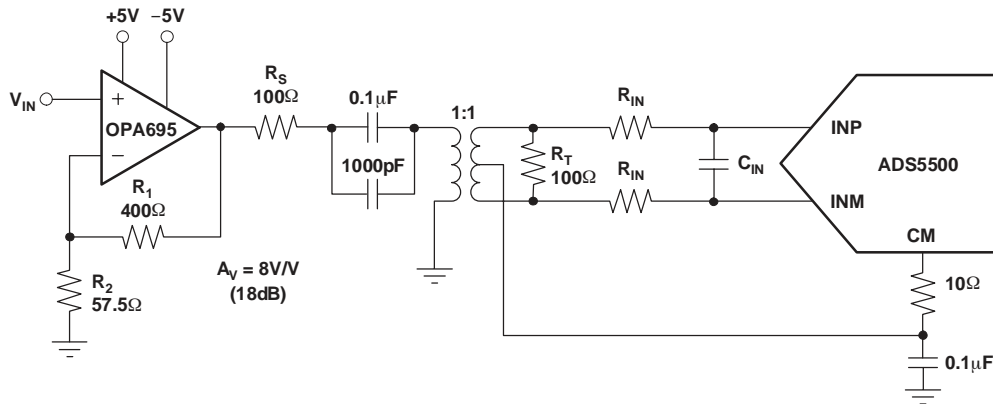 +5V
−5V
V_IN
+
OPA695
−
R_S
100Ω
0.1µF
1000pF
1:1
R_1
400Ω
R_2
57.5Ω
A_V = 8V/V
(18dB)
R_T
100Ω
R_IN
R_IN
C_IN
INP
ADS5500
INM
CM
10Ω
0.1µF